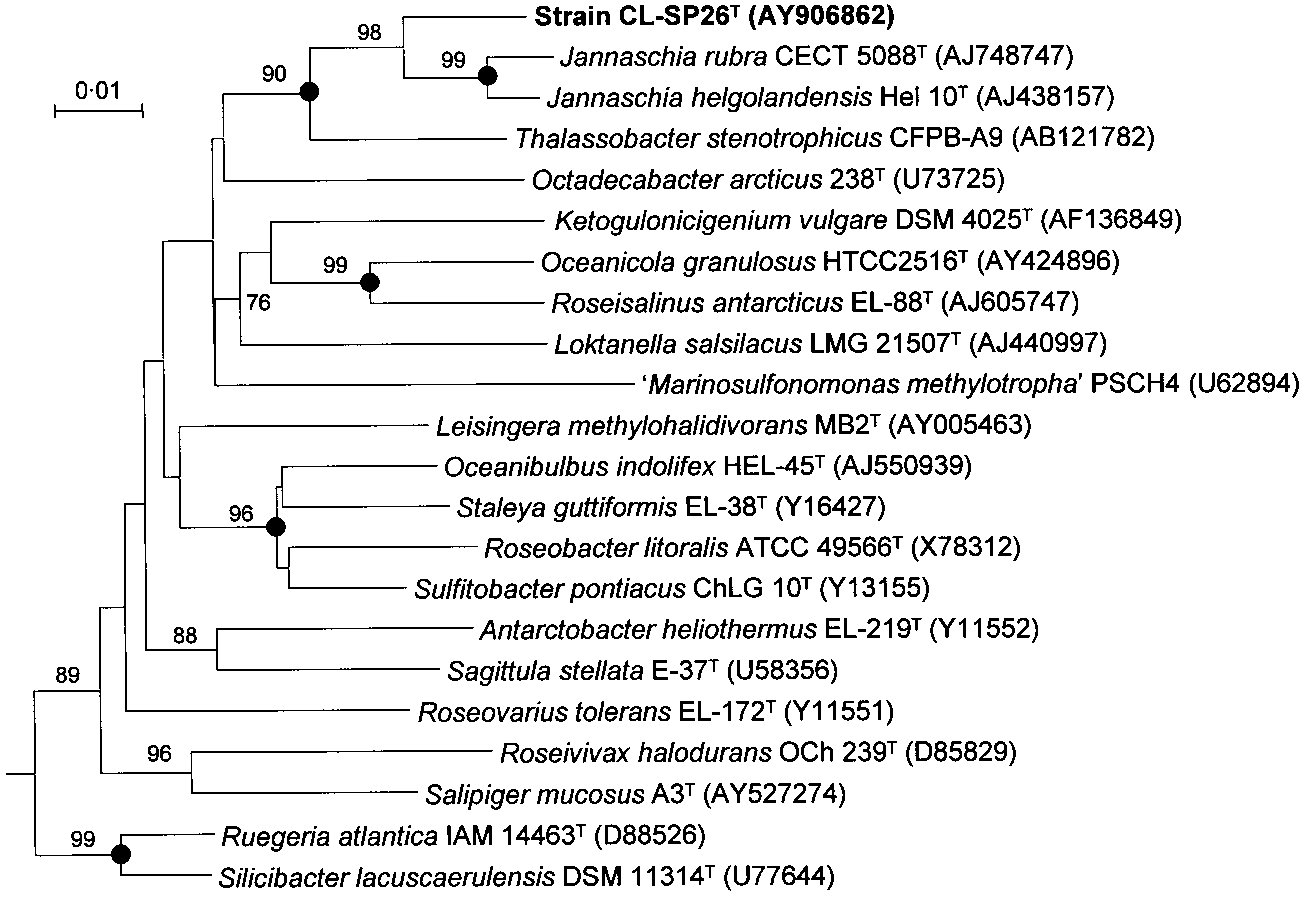 98
Strain CL-SP26ᵀ (AY906862)
99
Jannaschia rubra CECT 5088ᵀ (AJ748747)
90
0·01
Jannaschia helgolandensis Hel 10ᵀ (AJ438157)
Thalassobacter stenotrophicus CFPB-A9 (AB121782)
Octadecabacter arcticus 238ᵀ (U73725)
Ketogulonicigenium vulgare DSM 4025ᵀ (AF136849)
99
Oceanicola granulosus HTCC2516ᵀ (AY424896)
76
Roseisalinus antarcticus EL-88ᵀ (AJ605747)
Loktanella salsilacus LMG 21507ᵀ (AJ440997)
‘Marinosulfonomonas methylotropha’ PSCH4 (U62894)
Leisingera methylohalidivorans MB2ᵀ (AY005463)
Oceanibulbus indolifex HEL-45ᵀ (AJ550939)
96
Staleya guttiformis EL-38ᵀ (Y16427)
Roseobacter litoralis ATCC 49566ᵀ (X78312)
Sulfitobacter pontiacus ChLG 10ᵀ (Y13155)
88
Antarctobacter heliothermus EL-219ᵀ (Y11552)
89
Sagittula stellata E-37ᵀ (U58356)
Roseovarius tolerans EL-172ᵀ (Y11551)
96
Roseivivax halodurans OCh 239ᵀ (D85829)
Salipiger mucosus A3ᵀ (AY527274)
99
Ruegeria atlantica IAM 14463ᵀ (D88526)
Silicibacter lacuscaerulensis DSM 11314ᵀ (U77644)